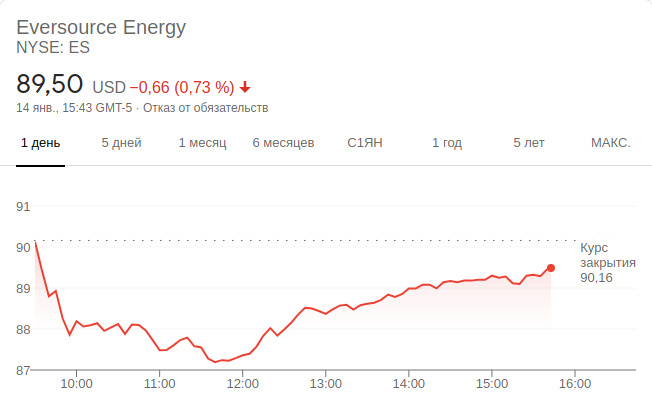 Eversource Energy
NYSE: ES
89,50 USD −0,66 (0,73 %)
14 янв., 15:43 GMT-5 · Отказ от обязательств
1 день 5 дней 1 месяц 6 месяцев С1ЯН 1 год 5 лет МАКС.
91
90
89
88
87
Курс
закрытия
90,16
10:00 11:00 12:00 13:00 14:00 15:00 16:00